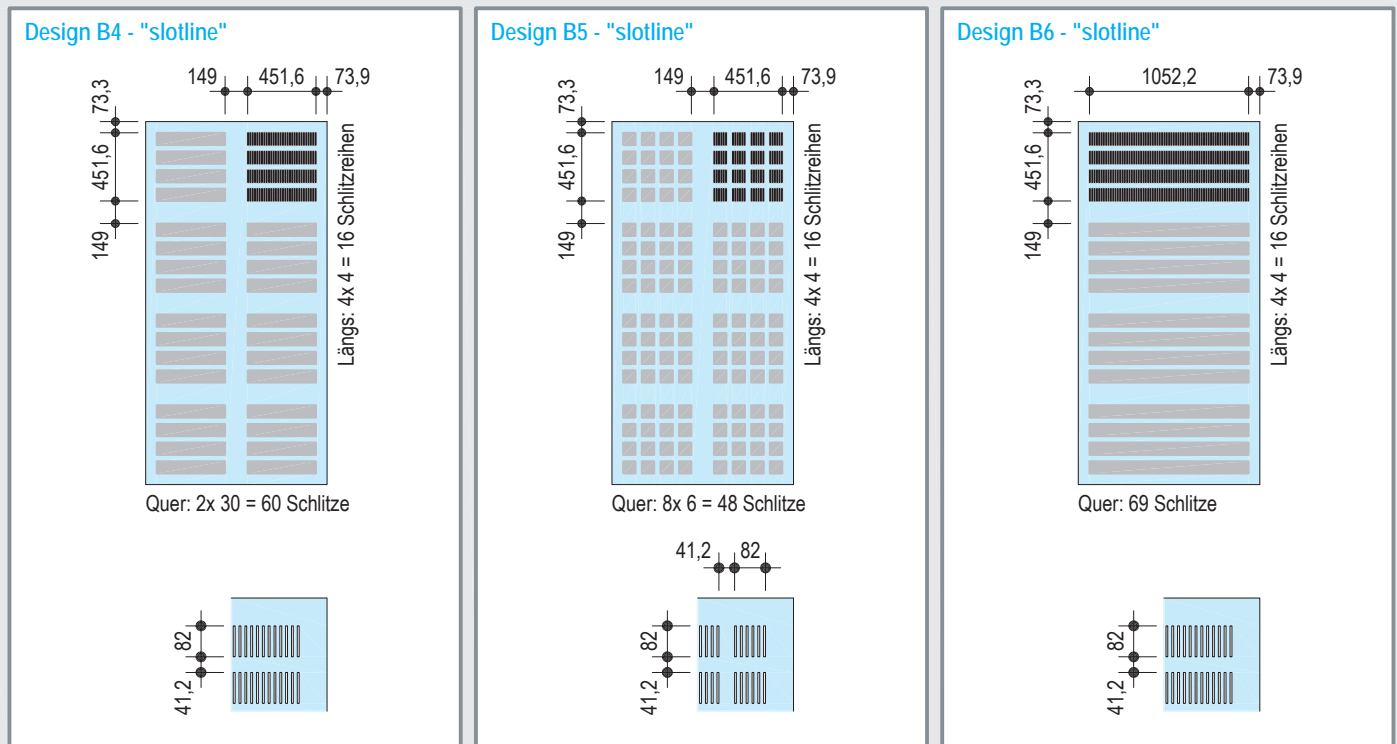 Design B4 - "slotline"
149 451,6 73,9
73,3
451,6
149
Längs: 4x 4 = 16 Schlitzreihen
Quer: 2x 30 = 60 Schlitze
82
41,2
Design B5 - "slotline"
149 451,6 73,9
73,3
451,6
149
Längs: 4x 4 = 16 Schlitzreihen
Quer: 8x 6 = 48 Schlitze
41,2 82
82
41,2
Design B6 - "slotline"
1052,2 73,9
73,3
451,6
149
Längs: 4x 4 = 16 Schlitzreihen
Quer: 69 Schlitze
82
41,2